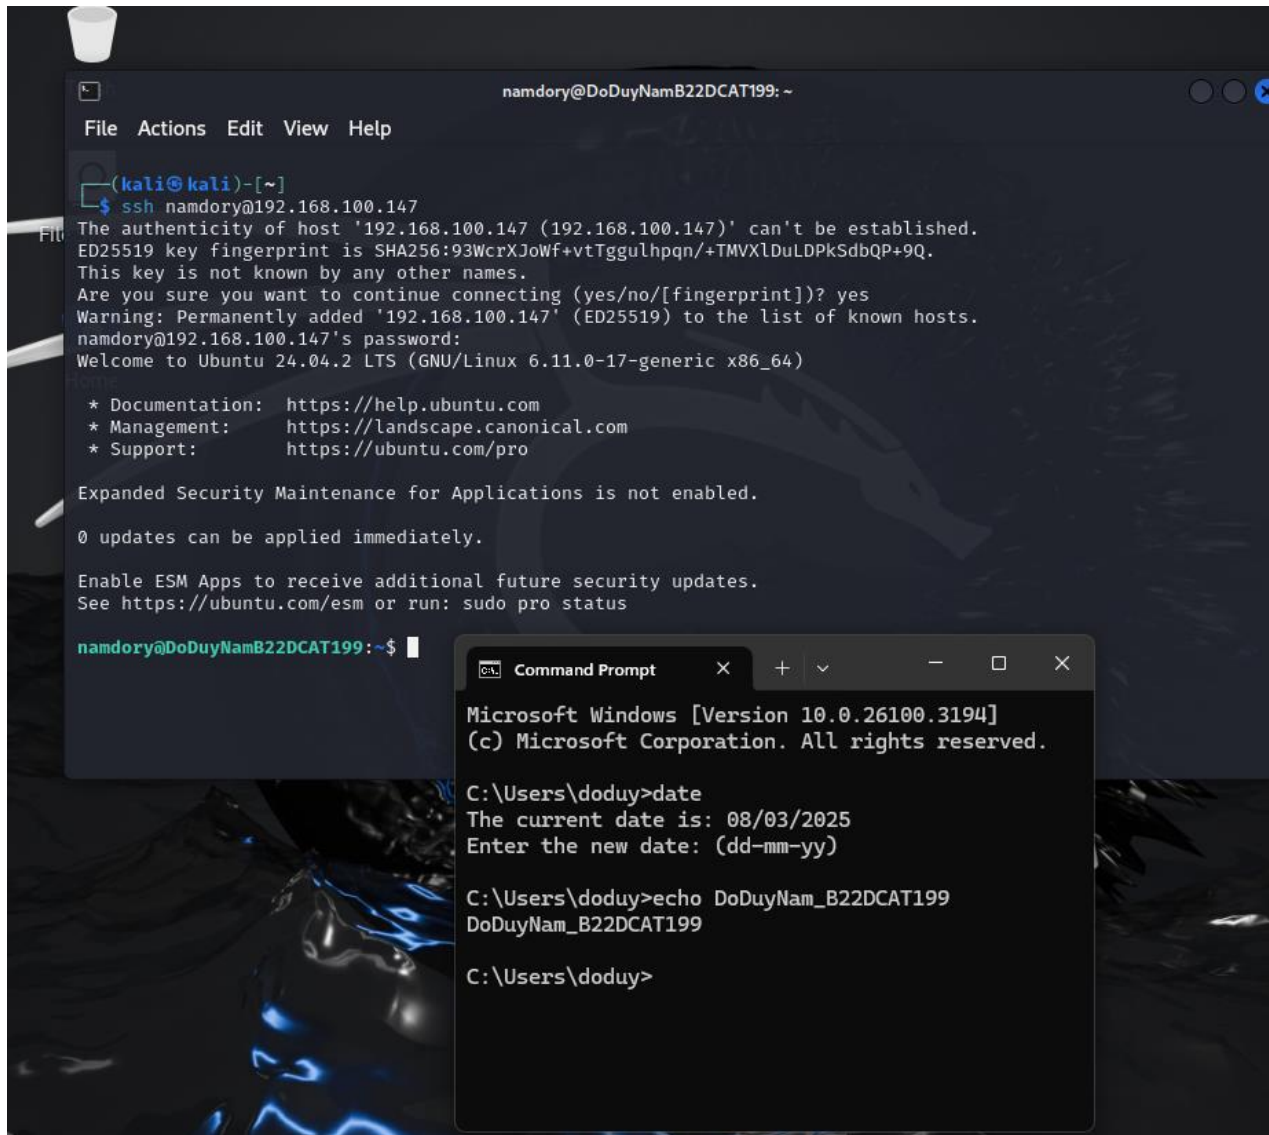 namdory@DoDuyNamB22DCAT199: ~
File Actions Edit View Help
(kali㉿kali)-[~]
$ ssh namdory@192.168.100.147
The authenticity of host '192.168.100.147 (192.168.100.147)' can't be established.
ED25519 key fingerprint is SHA256:93WcrXJoWf+vtTggulhpqn/+TMVXlDuLDPkSdbQP+9Q.
This key is not known by any other names.
Are you sure you want to continue connecting (yes/no/[fingerprint])? yes
Warning: Permanently added '192.168.100.147' (ED25519) to the list of known hosts.
namdory@192.168.100.147's password:
Welcome to Ubuntu 24.04.2 LTS (GNU/Linux 6.11.0-17-generic x86_64)
* Documentation: https://help.ubuntu.com
* Management: https://landscape.canonical.com
* Support: https://ubuntu.com/pro
Expanded Security Maintenance for Applications is not enabled.
0 updates can be applied immediately.
Enable ESM Apps to receive additional future security updates.
See https://ubuntu.com/esm or run: sudo pro status
namdory@DoDuyNamB22DCAT199:~$
Home
Command Prompt
Microsoft Windows [Version 10.0.26100.3194]
(c) Microsoft Corporation. All rights reserved.
C:\Users\doduy>date
The current date is: 08/03/2025
Enter the new date: (dd-mm-yy)
C:\Users\doduy>echo DoDuyNam_B22DCAT199
DoDuyNam_B22DCAT199
C:\Users\doduy>